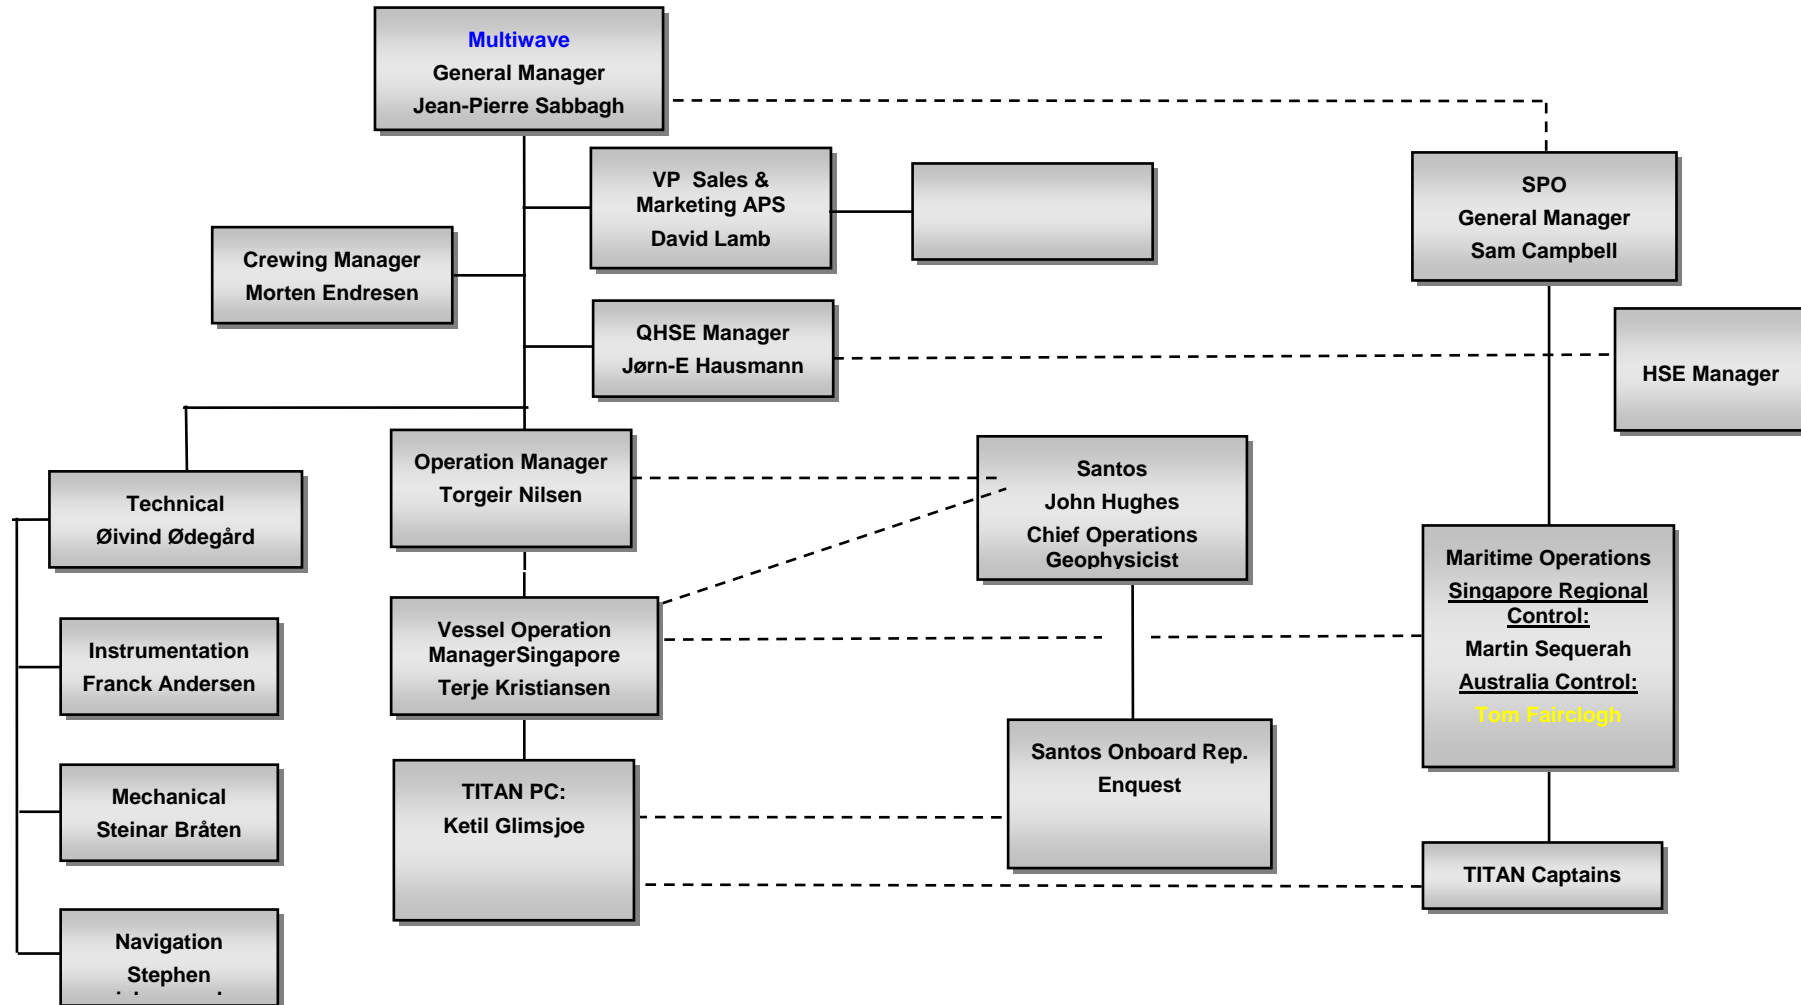 Multiwave
General Manager
Jean-Pierre Sabbagh
VP Sales &
Marketing APS
David Lamb
SPO
General Manager
Sam Campbell
Crewing Manager
Morten Endresen
QHSE Manager
Jørn-E Hausmann
HSE Manager
Operation Manager
Torgeir Nilsen
Santos
John Hughes
Chief Operations
Geophysicist
Technical
Øivind Ødegård
Maritime Operations
Singapore Regional
Control:
Martin Sequerah
Australia Control:
Tom Fairclogh
Vessel Operation
ManagerSingapore
Terje Kristiansen
Instrumentation
Franck Andersen
Santos Onboard Rep.
Enquest
TITAN PC:
Ketil Glimsjoe
Mechanical
Steinar Bråten
TITAN Captains
Navigation
Stephen